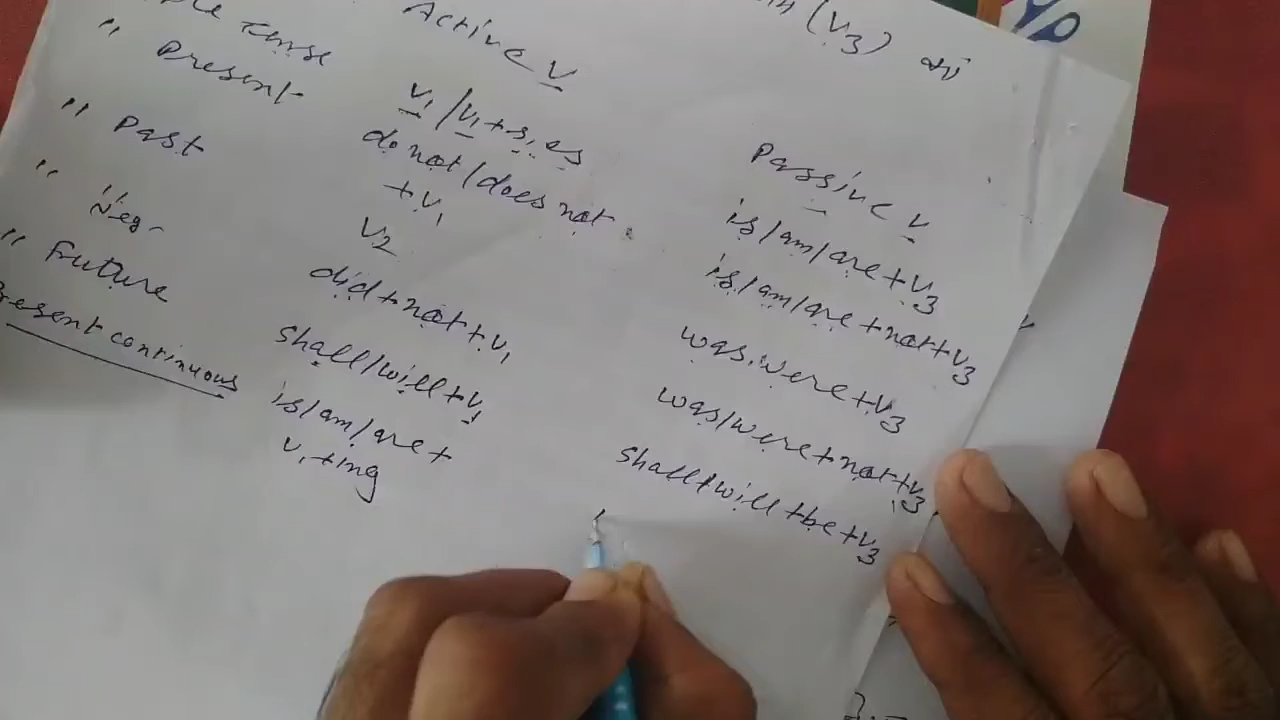 Tense Active V
(V3)
" Present V1/V1+s, es
Passive V
do not/does not
+V1
is/am/are+V3
is/am/are+not+V3
" Past V2
was, were+V3
" Neg- did+not+V1
was/were+not+V3
" Future shall/will+V1
shall+will+be+V3
Present continuous is/am/are+
V1+ing